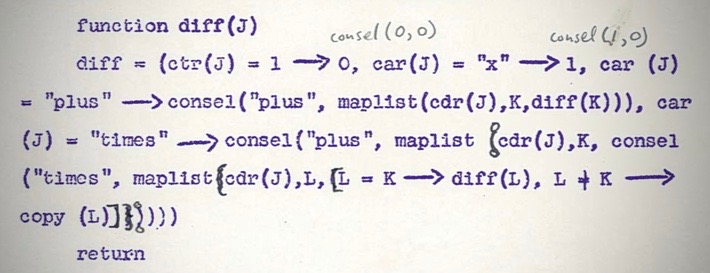 function diff(J)
consel(0,0) consel(1,0)
diff = (ctr(J) = 1 —> 0, car(J) = "x" —> 1, car (J)
= "plus" —> consel("plus", maplist(cdr(J),K,diff(K))), car
(J) = "times" —> consel("plus", maplist {cdr(J),K, consel
("times", maplist{cdr(J),L, [L = K —> diff(L), L ≠ K —>
copy (L)]}})))
return